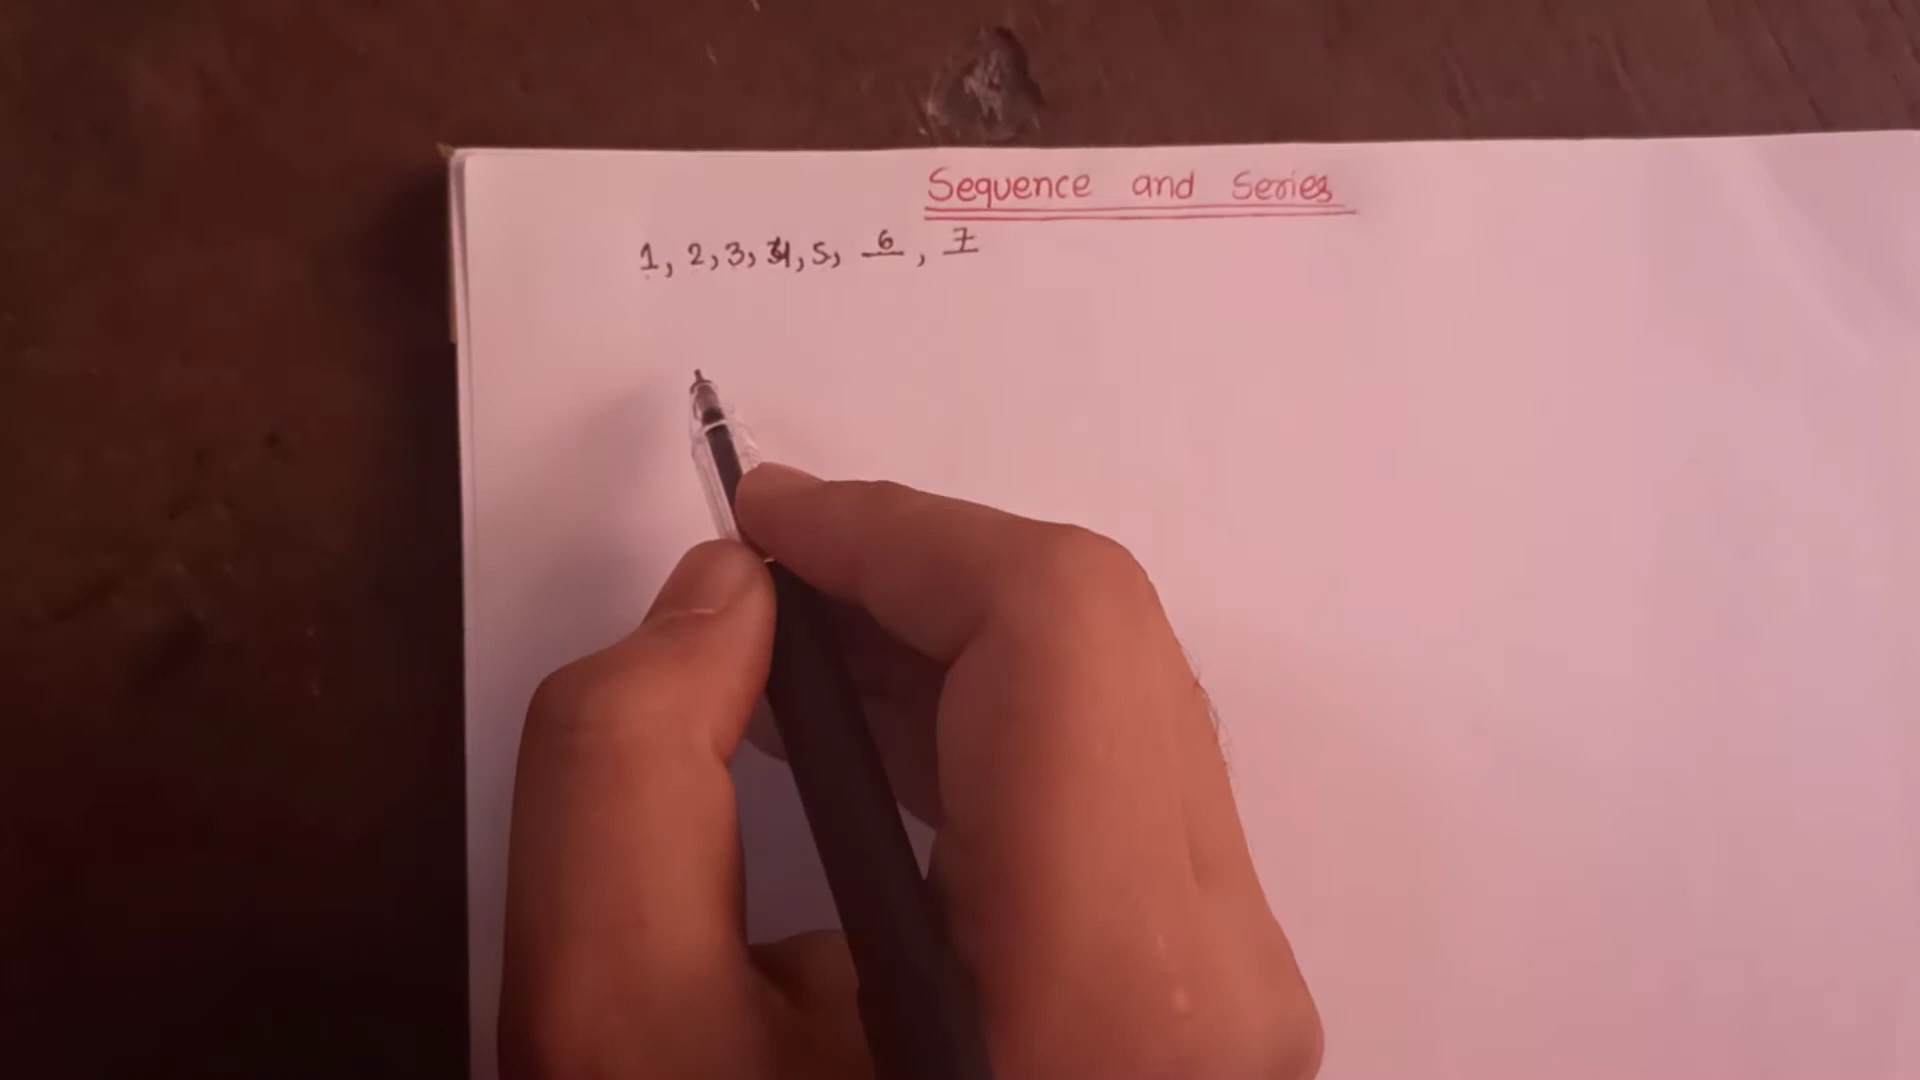 Sequence and Series
1, 2, 3, 4, 5, 6, 7